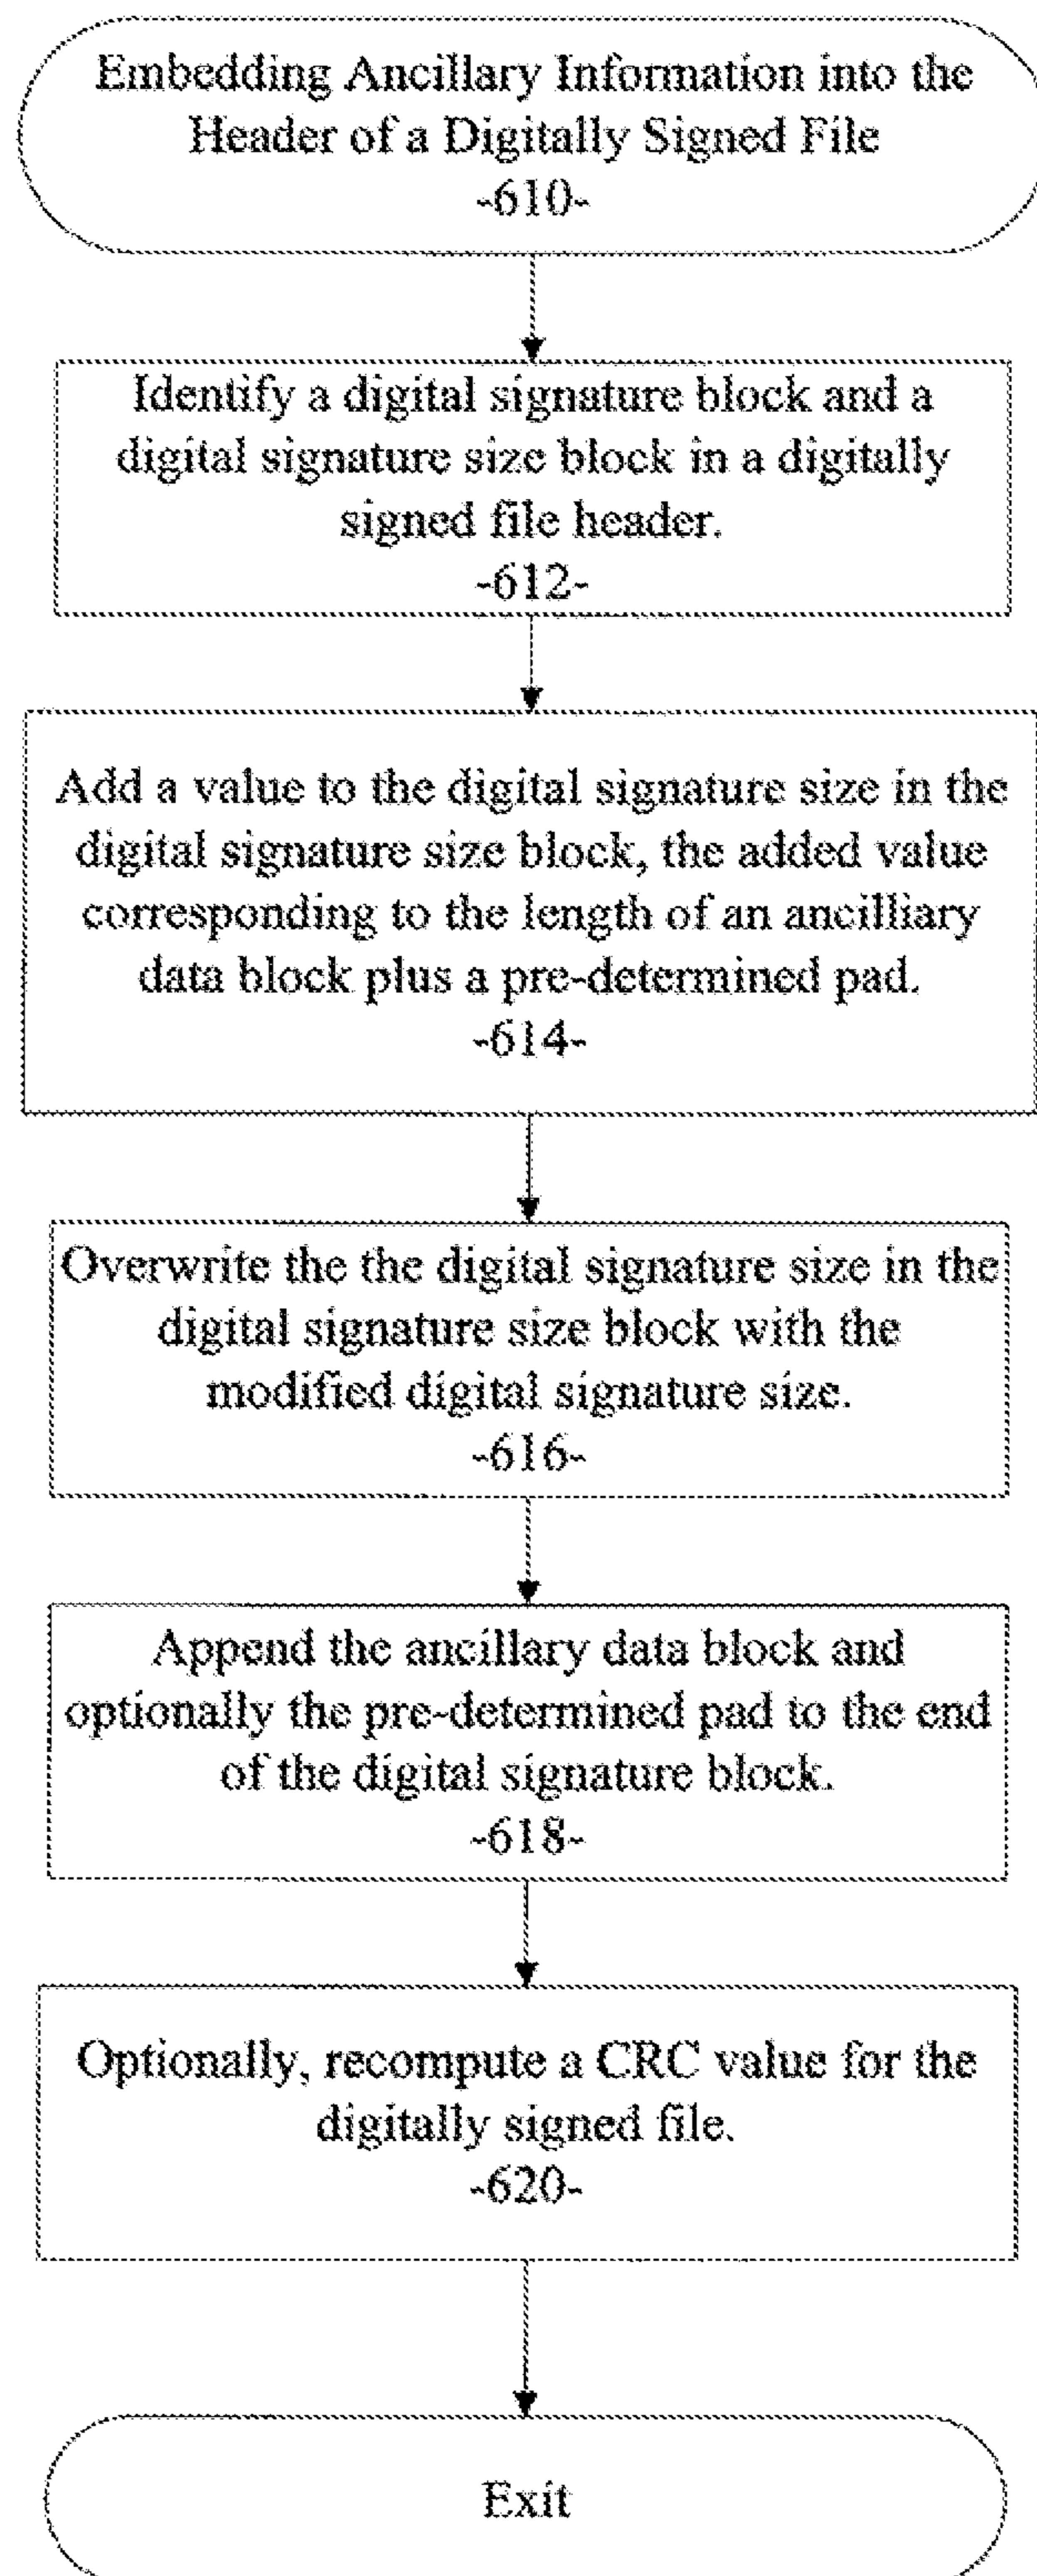 Embedding Ancillary Information into the
Header of a Digitally Signed File
-610-
Identify a digital signature block and a
digital signature size block in a digitally
signed file header.
-612-
Add a value to the digital signature size in the
digital signature size block, the added value
corresponding to the length of an ancilliary
data block plus a pre-determined pad.
-614-
Overwrite the the digital signature size in the
digital signature size block with the
modified digital signature size.
-616-
Append the ancillary data block and
optionally the pre-determined pad to the end
of the digital signature block.
-618-
Optionally, recompute a CRC value for the
digitally signed file.
-620-
Exit